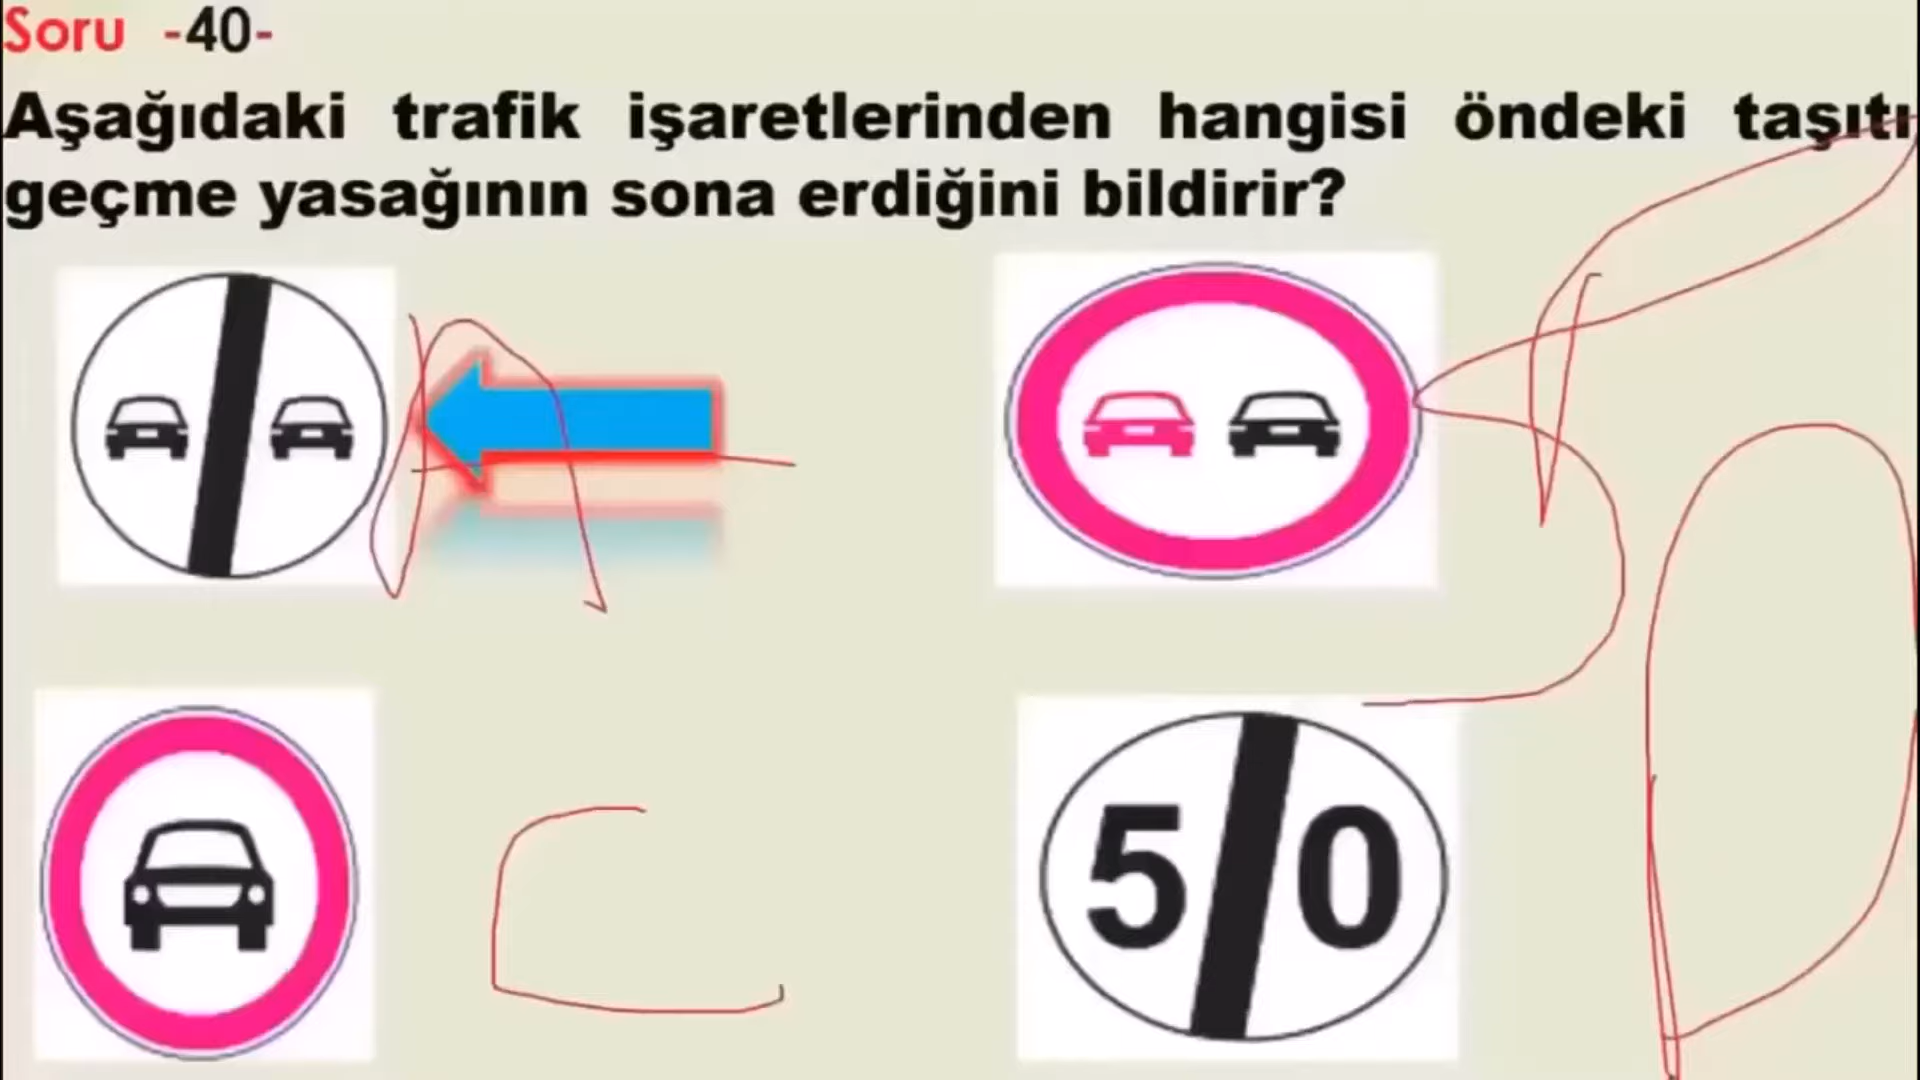 Soru -40-
Aşağıdaki trafik işaretlerinden hangisi öndeki taşıtı
geçme yasağının sona erdiğini bildirir?
A
B
C
50
D